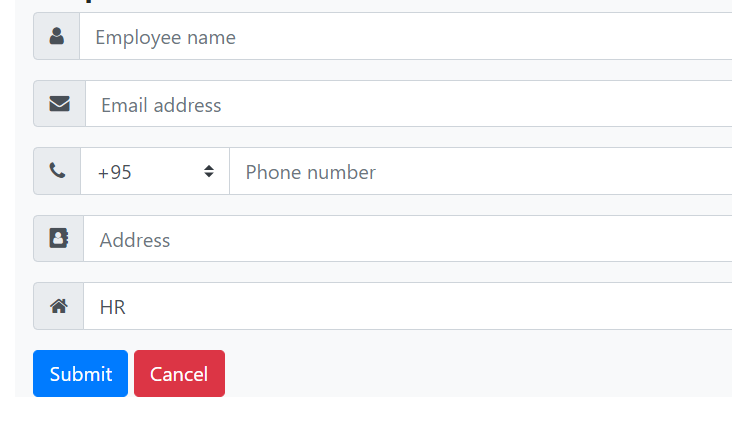 Employee name
Email address
+95 Phone number
Address
HR
Submit Cancel